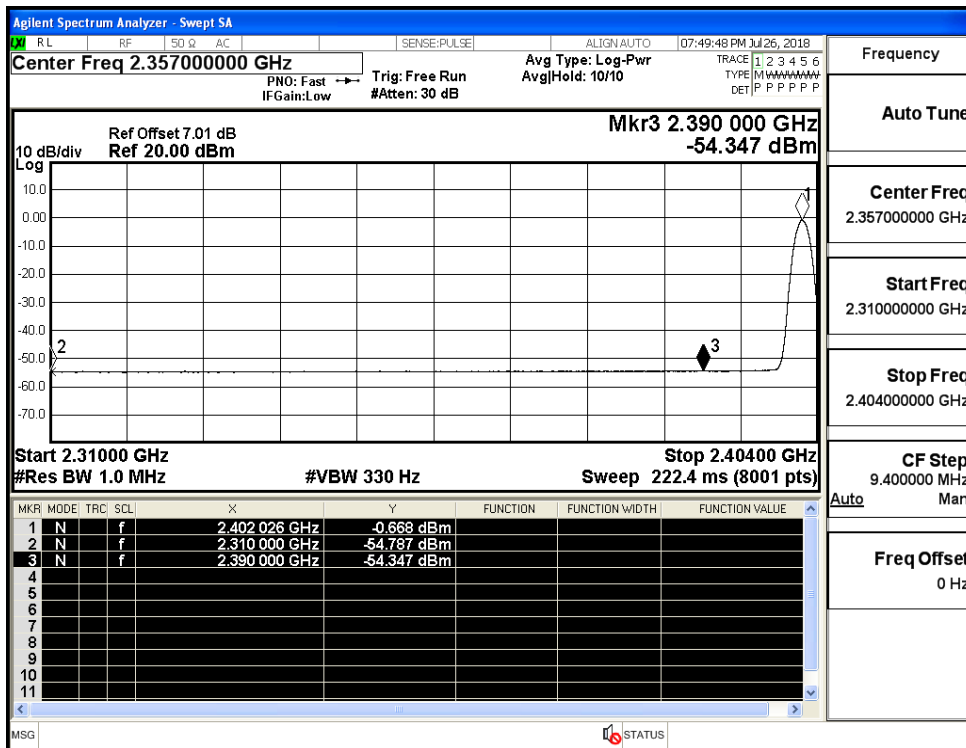 Agilent Spectrum Analyzer - Swept SA
LXI RL RF 50 Ω AC SENSE:PULSE ALIGN AUTO 07:49:48 PM Jul 26, 2018
Center Freq 2.357000000 GHz
PNO: Fast
IFGain:Low
Trig: Free Run
#Atten: 30 dB
Avg Type: Log-Pwr
Avg|Hold: 10/10
TRACE 1 2 3 4 5 6
TYPE M WWWWW
DET P P P P P P
Ref Offset 7.01 dB
10 dB/div Ref 20.00 dBm
Log
Mkr3 2.390 000 GHz
-54.347 dBm
10.0
0.00
-10.0
-20.0
-30.0
-40.0
-50.0
-60.0
-70.0
1
2
3
Start 2.31000 GHz Stop 2.40400 GHz
#Res BW 1.0 MHz #VBW 330 Hz Sweep 222.4 ms (8001 pts)
MKR MODE TRC SCL X Y FUNCTION FUNCTION WIDTH FUNCTION VALUE
1 N f 2.402 026 GHz -0.668 dBm
2 N f 2.310 000 GHz -54.787 dBm
3 N f 2.390 000 GHz -54.347 dBm
4
5
6
7
8
9
10
11
MSG STATUS
Frequency
Auto Tune
Center Freq
2.357000000 GHz
Start Freq
2.310000000 GHz
Stop Freq
2.404000000 GHz
CF Step
9.400000 MHz
Auto Man
Freq Offset
0 Hz